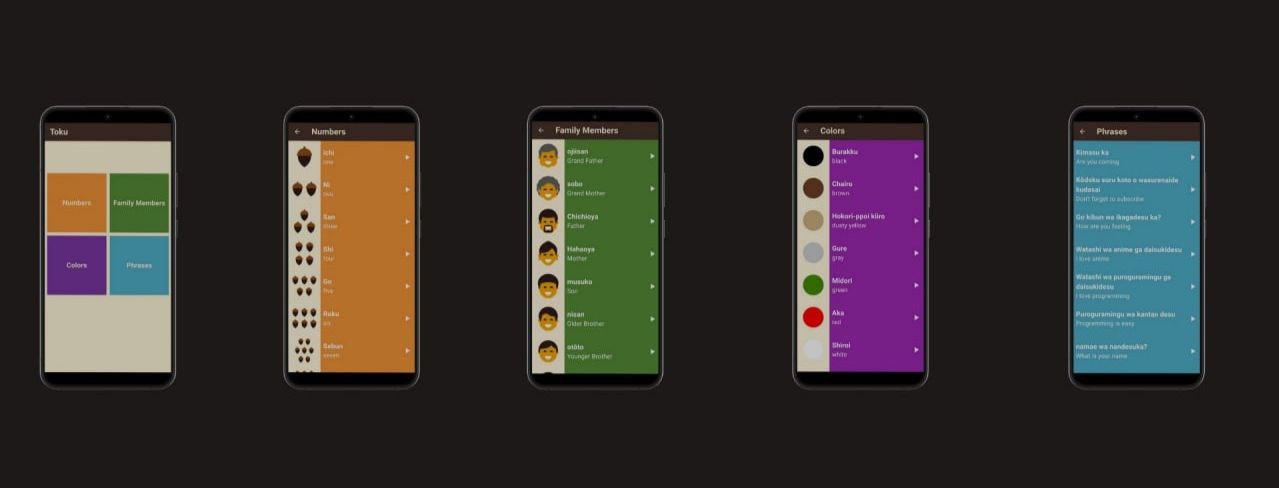 Toku
Numbers
Family Members
Colors
Phrases
Numbers
Ichi
one
Ni
two
San
three
Shi
four
Go
five
Roku
six
Seban
seven
Family Members
ojiisan
Grand Father
sobo
Grand Mother
Chichioya
Father
Hahaoya
Mother
musuko
Son
nisan
Older Brother
otōto
Younger Brother
Colors
Burakku
black
Chairo
brown
Hokori-ppoi kiiro
dusty yellow
Gure
gray
Midori
green
Aka
red
Shiroi
white
Phrases
Kimasu ka
Are you coming
Kōdoku suru koto o wasurenaide
kudasai
Don't forget to subscribe
Go kibun wa ikagadesu ka?
How are you feeling
Watashi wa anime ga daisukidesu
I love anime
Watashi wa puroguramingu ga
daisukidesu
I love programming
Puroguramingu wa kantan desu
Programming is easy
namae wa nandesuka?
What is your name